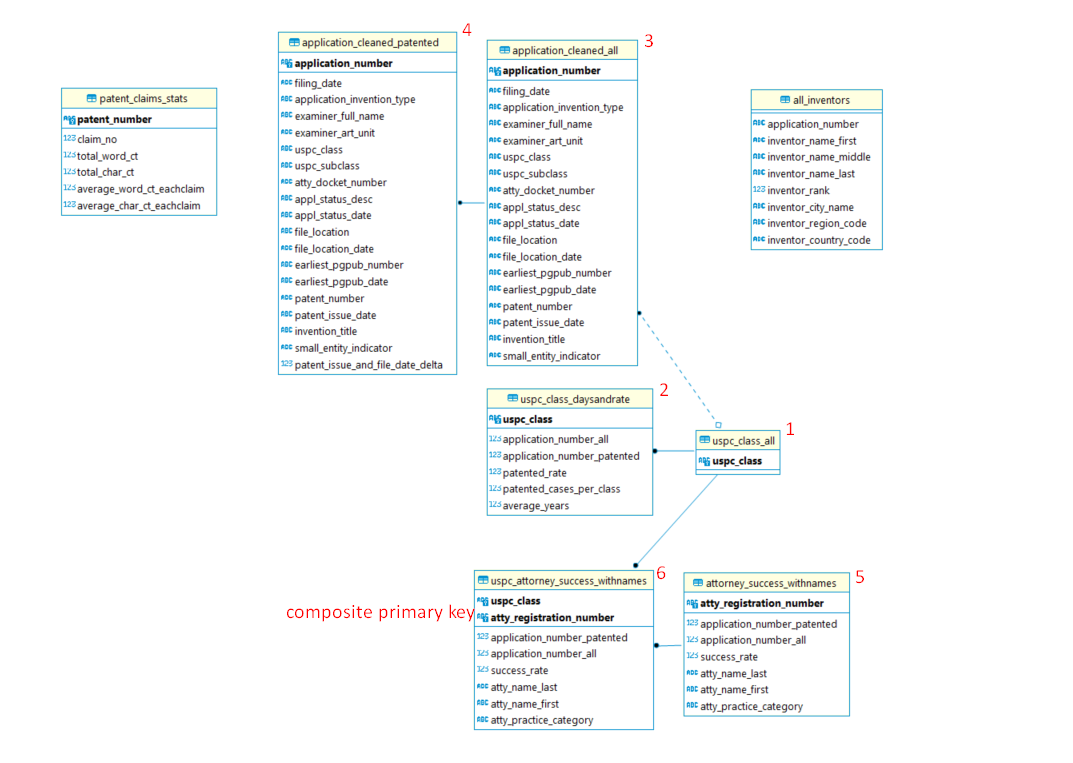 patent_claims_stats
patent_number
claim_no
total_word_ct
total_char_ct
average_word_ct_eachclaim
average_char_ct_eachclaim
4
application_cleaned_patented
application_number
filing_date
application_invention_type
examiner_full_name
examiner_art_unit
uspc_class
uspc_subclass
atty_docket_number
appl_status_desc
appl_status_date
file_location
file_location_date
earliest_pgpub_number
earliest_pgpub_date
patent_number
patent_issue_date
invention_title
small_entity_indicator
patent_issue_and_file_date_delta
3
application_cleaned_all
application_number
filing_date
application_invention_type
examiner_full_name
examiner_art_unit
uspc_class
uspc_subclass
atty_docket_number
appl_status_desc
appl_status_date
file_location
file_location_date
earliest_pgpub_number
earliest_pgpub_date
patent_number
patent_issue_date
invention_title
small_entity_indicator
all_inventors
application_number
inventor_name_first
inventor_name_middle
inventor_name_last
inventor_rank
inventor_city_name
inventor_region_code
inventor_country_code
2
uspc_class_daysandrate
uspc_class
application_number_all
application_number_patented
patented_rate
patented_cases_per_class
average_years
1
uspc_class_all
uspc_class
6
uspc_attorney_success_withnames
uspc_class
composite primary key
atty_registration_number
application_number_patented
application_number_all
success_rate
atty_name_last
atty_name_first
atty_practice_category
5
attorney_success_withnames
atty_registration_number
application_number_patented
application_number_all
success_rate
atty_name_last
atty_name_first
atty_practice_category